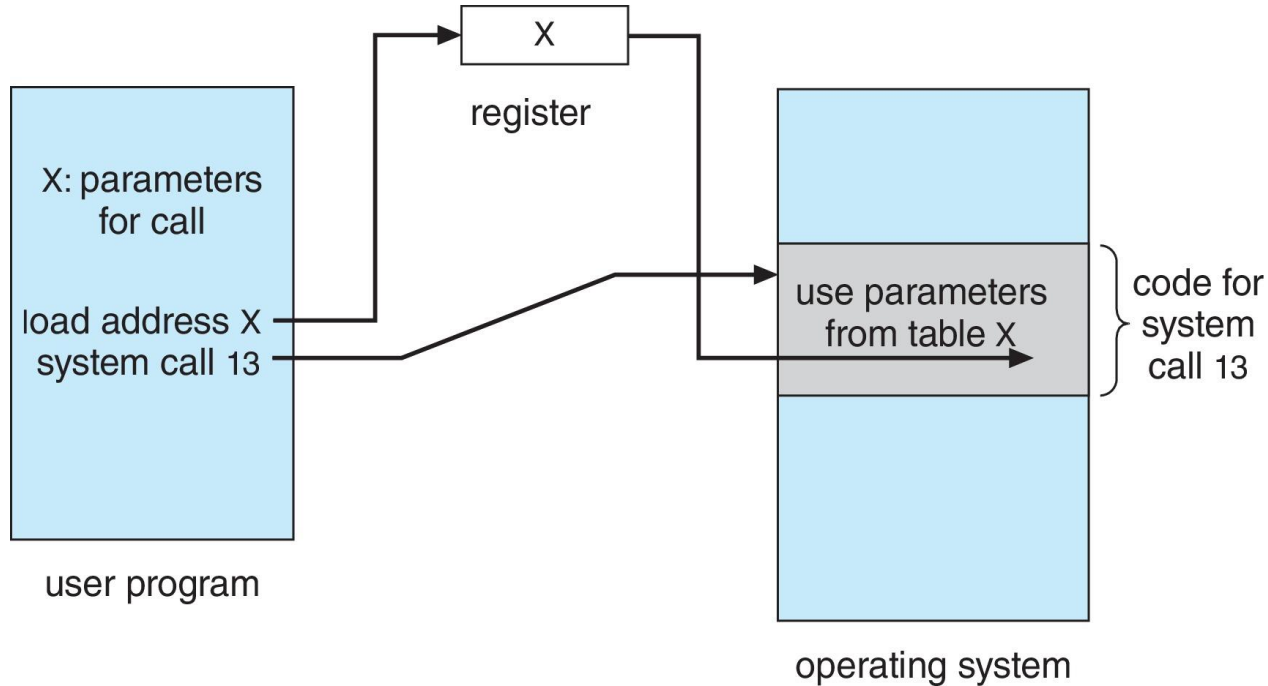 X
register
X: parameters
for call
load address X
system call 13
user program
use parameters
from table X
code for
system
call 13
operating system